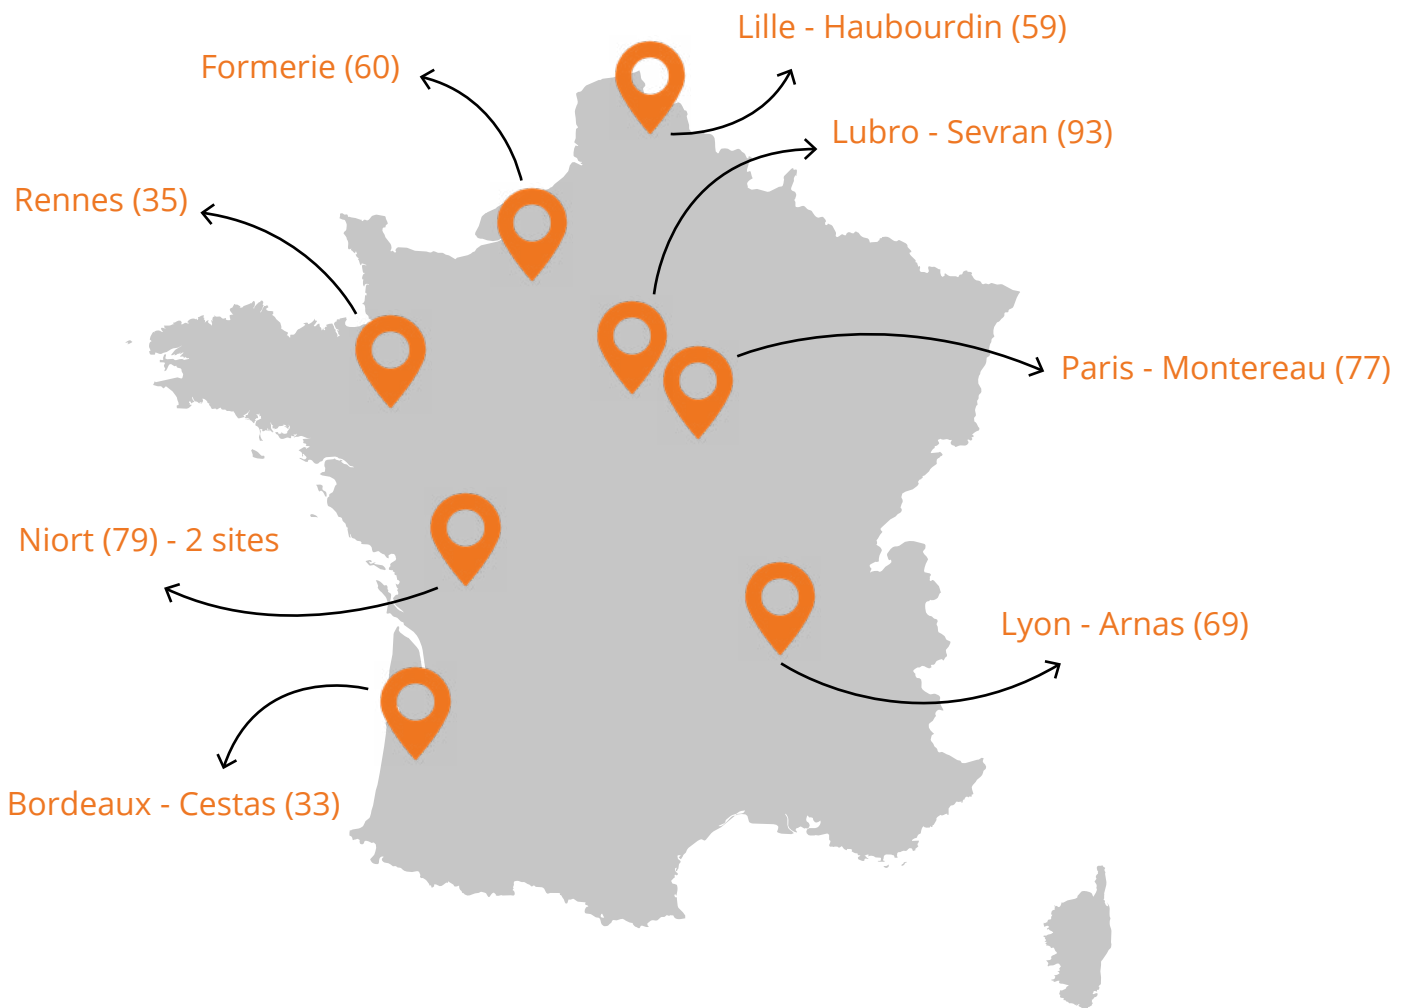 Lille - Haubourdin (59)
Formerie (60)
Lubro - Sevran (93)
Rennes (35)
Paris - Montereau (77)
Niort (79) - 2 sites
Lyon - Arnas (69)
Bordeaux - Cestas (33)